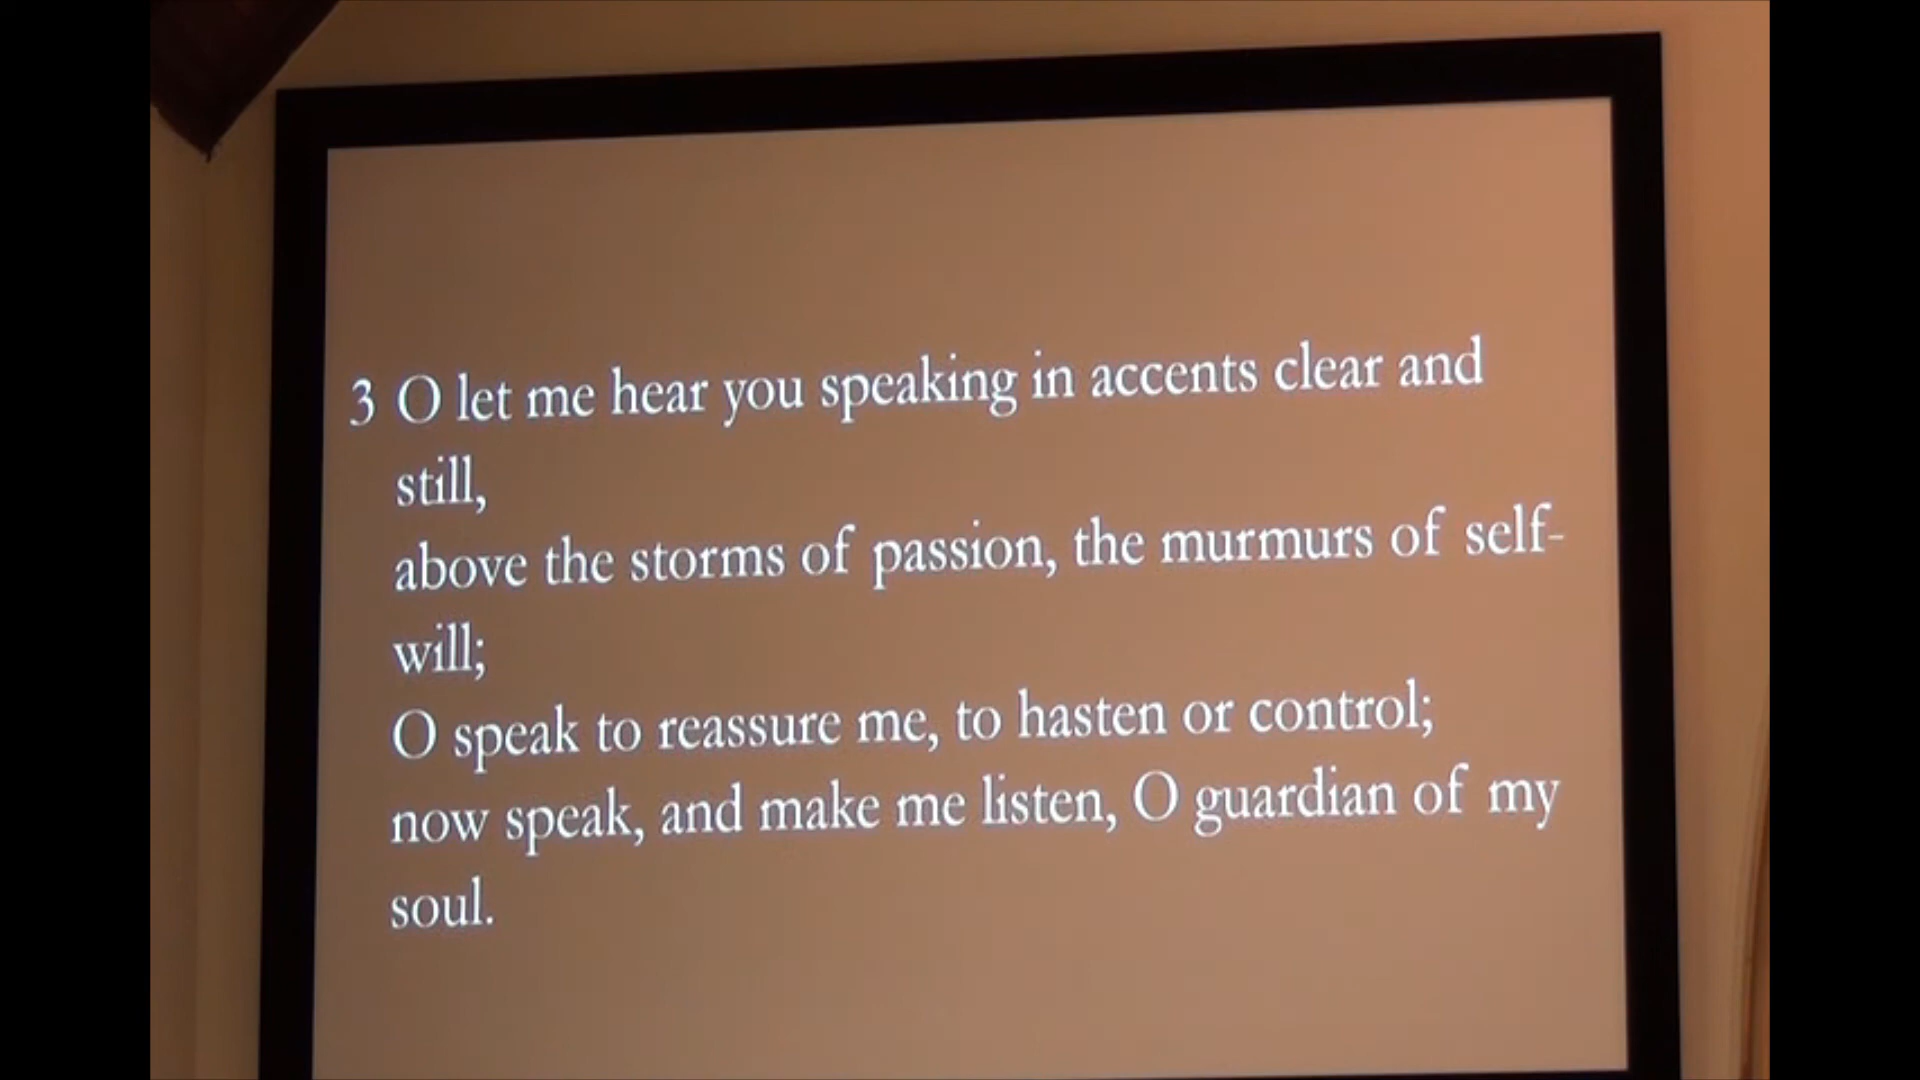 3 O let me hear you speaking in accents clear and
still,
above the storms of passion, the murmurs of self-
will;
O speak to reassure me, to hasten or control;
now speak, and make me listen, O guardian of my
soul.